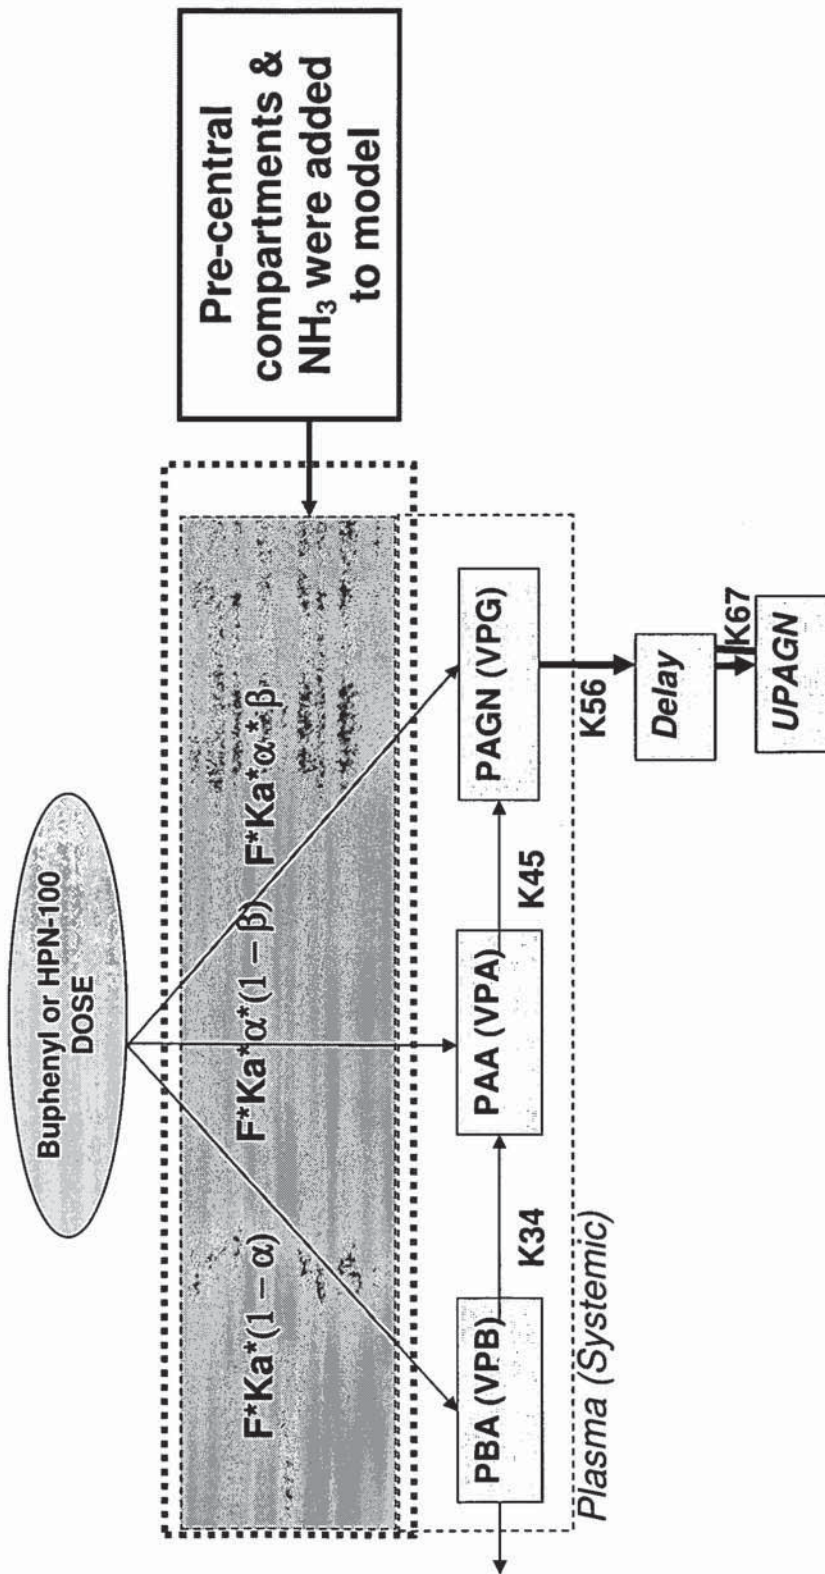 Buphenyl or HPN-100
DOSE
Pre-central
compartments &
NH₃ were added
to model
F*Ka*(1 – α)
F*Ka*α*(1 – β)
F*Ka*α*β
PBA (VPB)
K34
PAA (VPA)
K45
PAGN (VPG)
Plasma (Systemic)
K56
Delay
K67
UPAGN